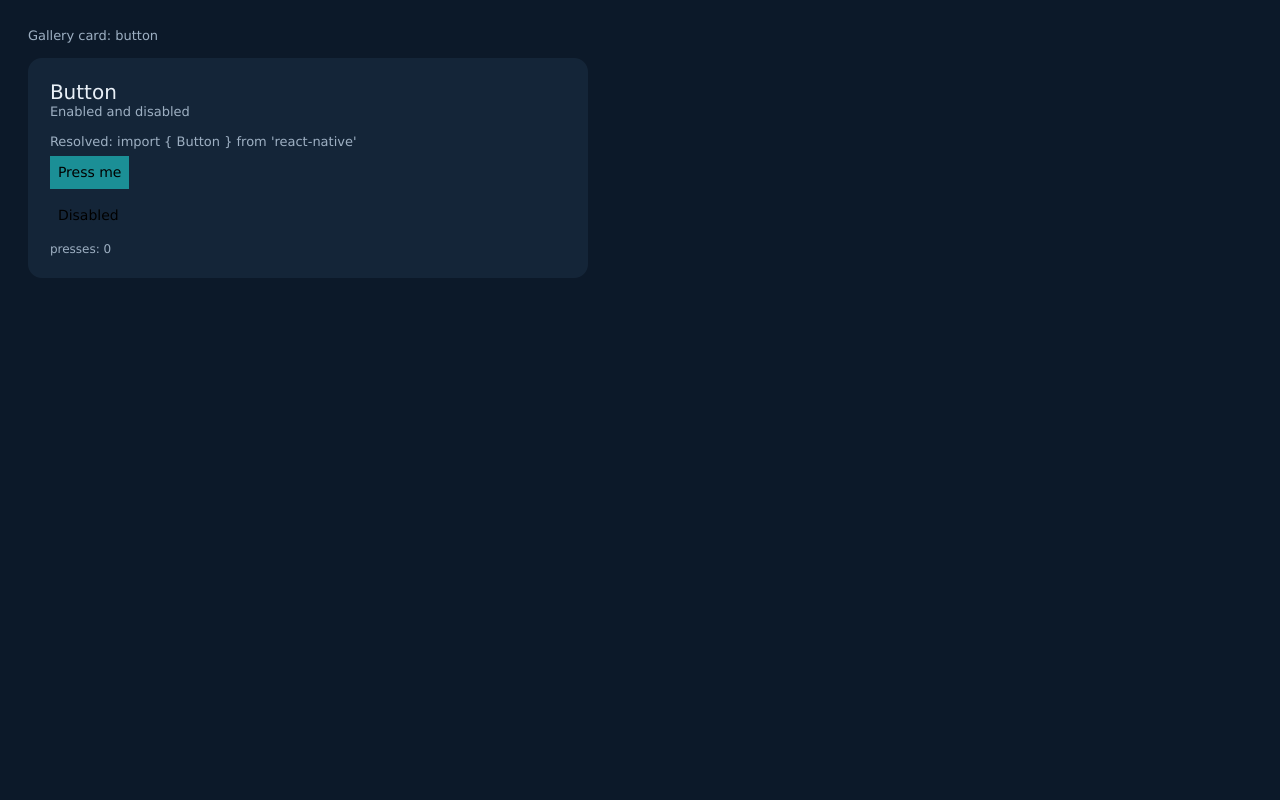 Gallery card: button
Button
Enabled and disabled
Resolved: import { Button } from 'react-native'
Press me
Disabled
presses: 0